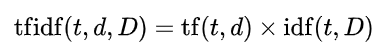 tfidf(t, d, D) = tf(t, d) × idf(t, D)